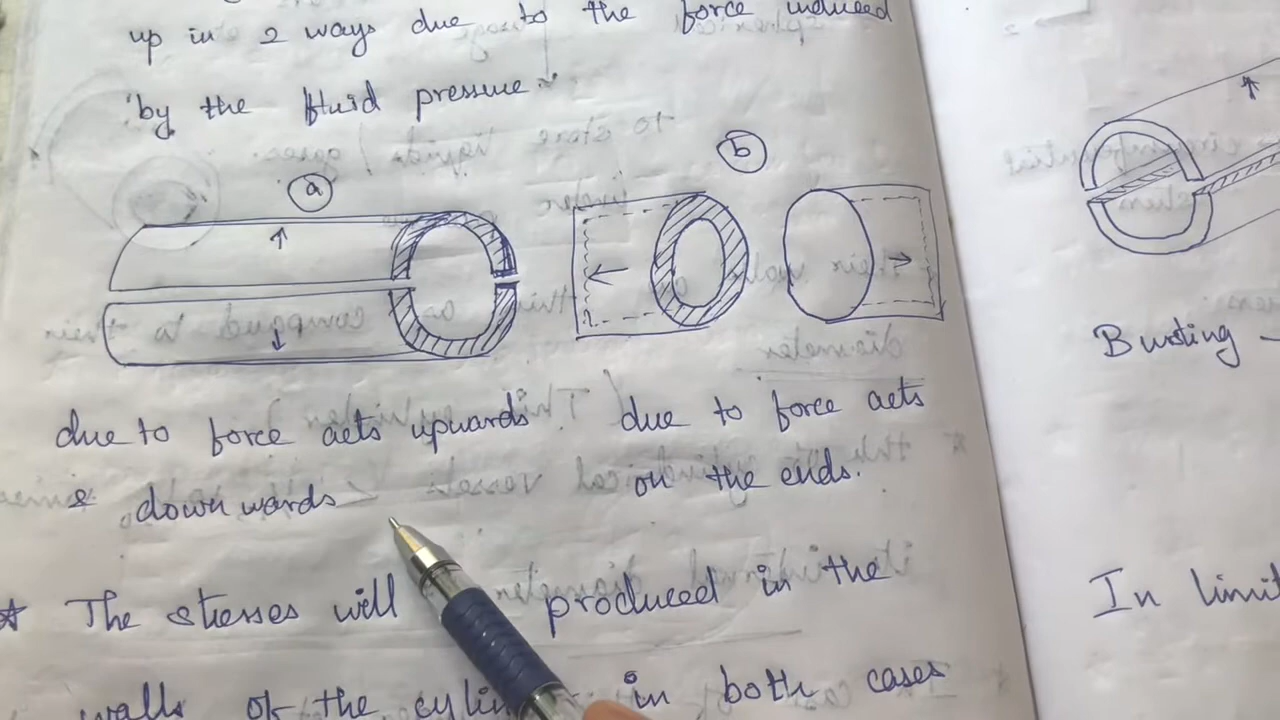 up in 2 ways due to the force induced
by the fluid pressure.
a
b
due to force acts upwards
& down wards
due to force acts
on the ends.
* The stresses will produced in the
walls of the in both cases
Bursting -
In